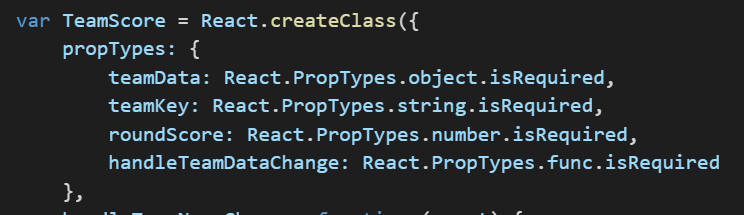 var TeamScore = React.createClass({
propTypes: {
teamData: React.PropTypes.object.isRequired,
teamKey: React.PropTypes.string.isRequired,
roundScore: React.PropTypes.number.isRequired,
handleTeamDataChange: React.PropTypes.func.isRequired
},